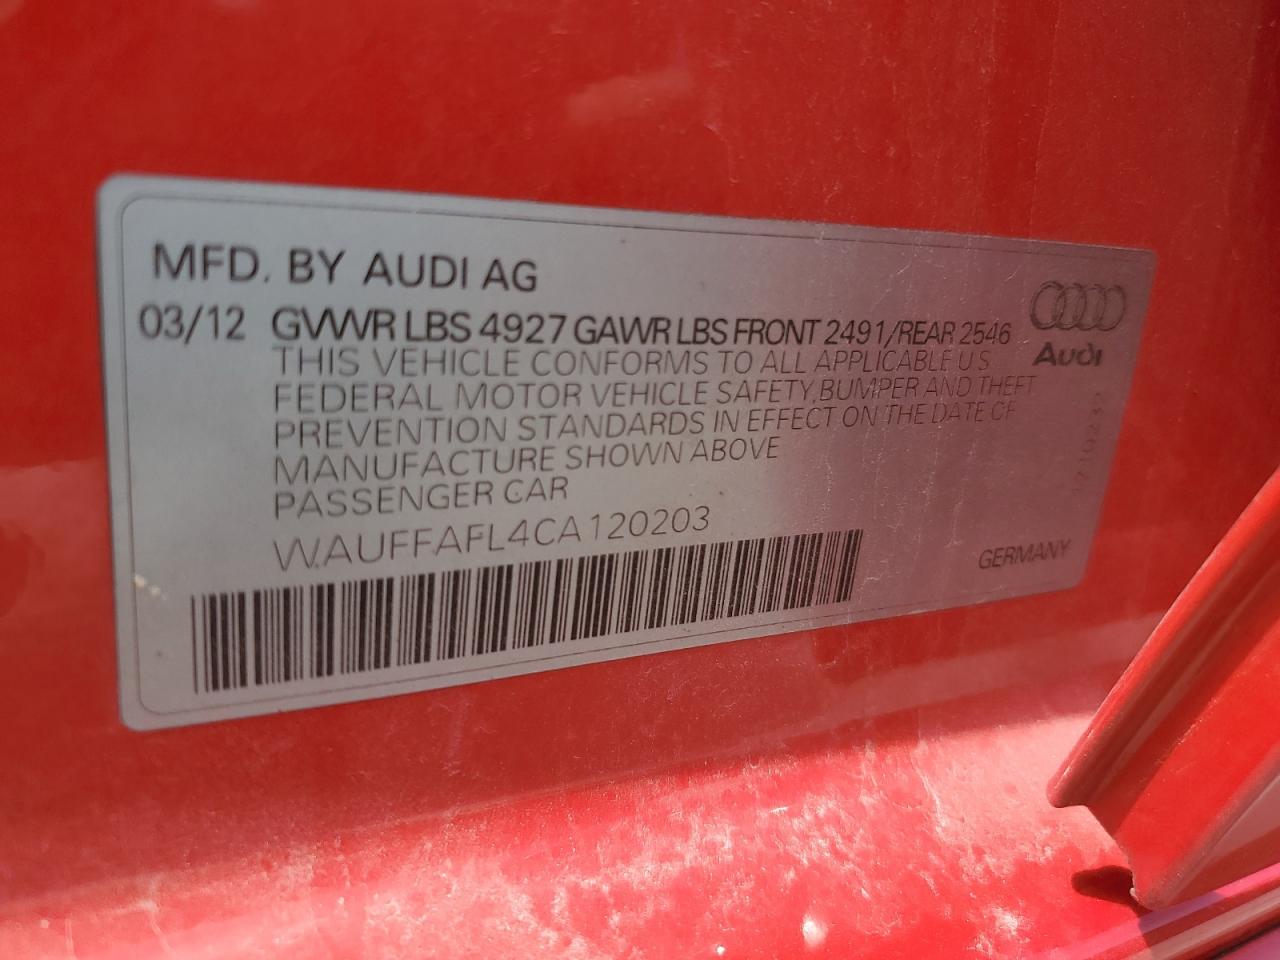 MFD. BY AUDI AG
03/12 GVWR LBS 4927 GAWR LBS FRONT 2491/REAR 2546
THIS VEHICLE CONFORMS TO ALL APPLICABLE U.S.
FEDERAL MOTOR VEHICLE SAFETY, BUMPER AND THEFT
PREVENTION STANDARDS IN EFFECT ON THE DATE OF
MANUFACTURE SHOWN ABOVE
PASSENGER CAR
WAUFFAFL4CA120203
Audi
GERMANY